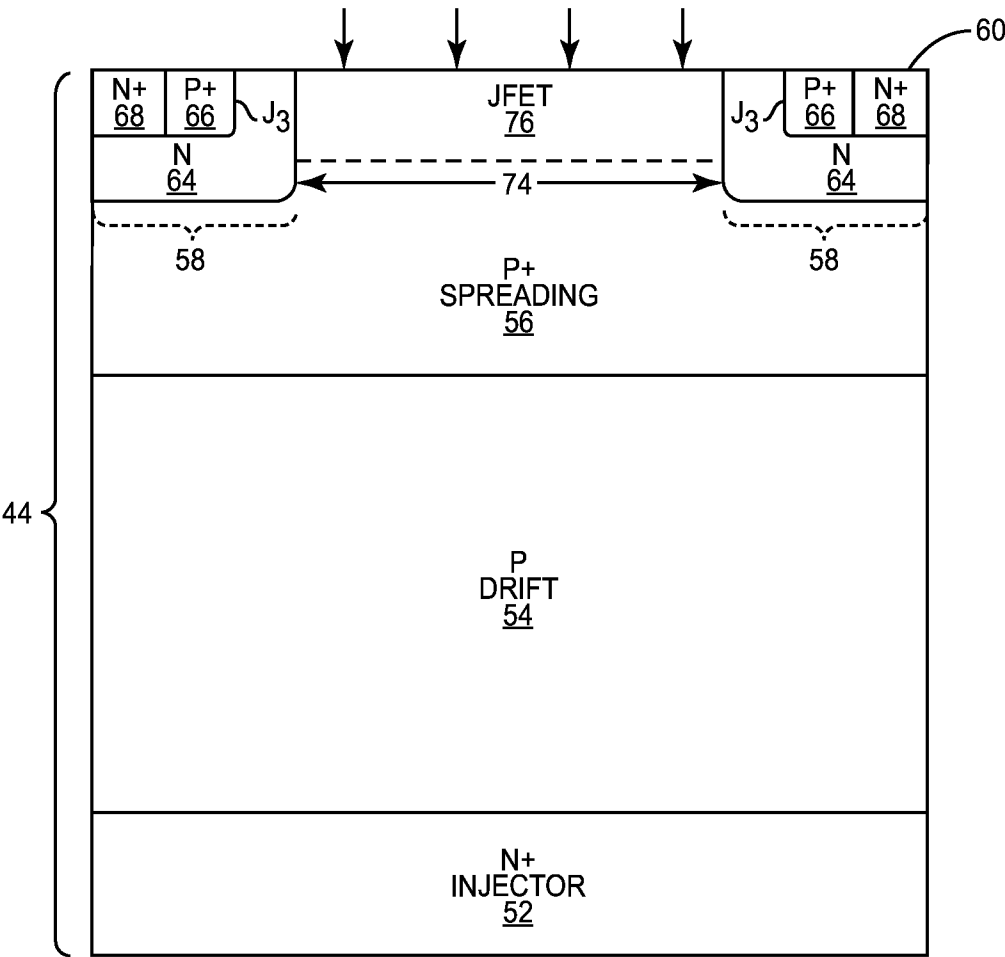 60
N+ P+ J3 JFET J3 P+ N+
68 66 76 66 68
N N
64 74 64
58 58
P+
SPREADING
56
44
P
DRIFT
54
N+
INJECTOR
52